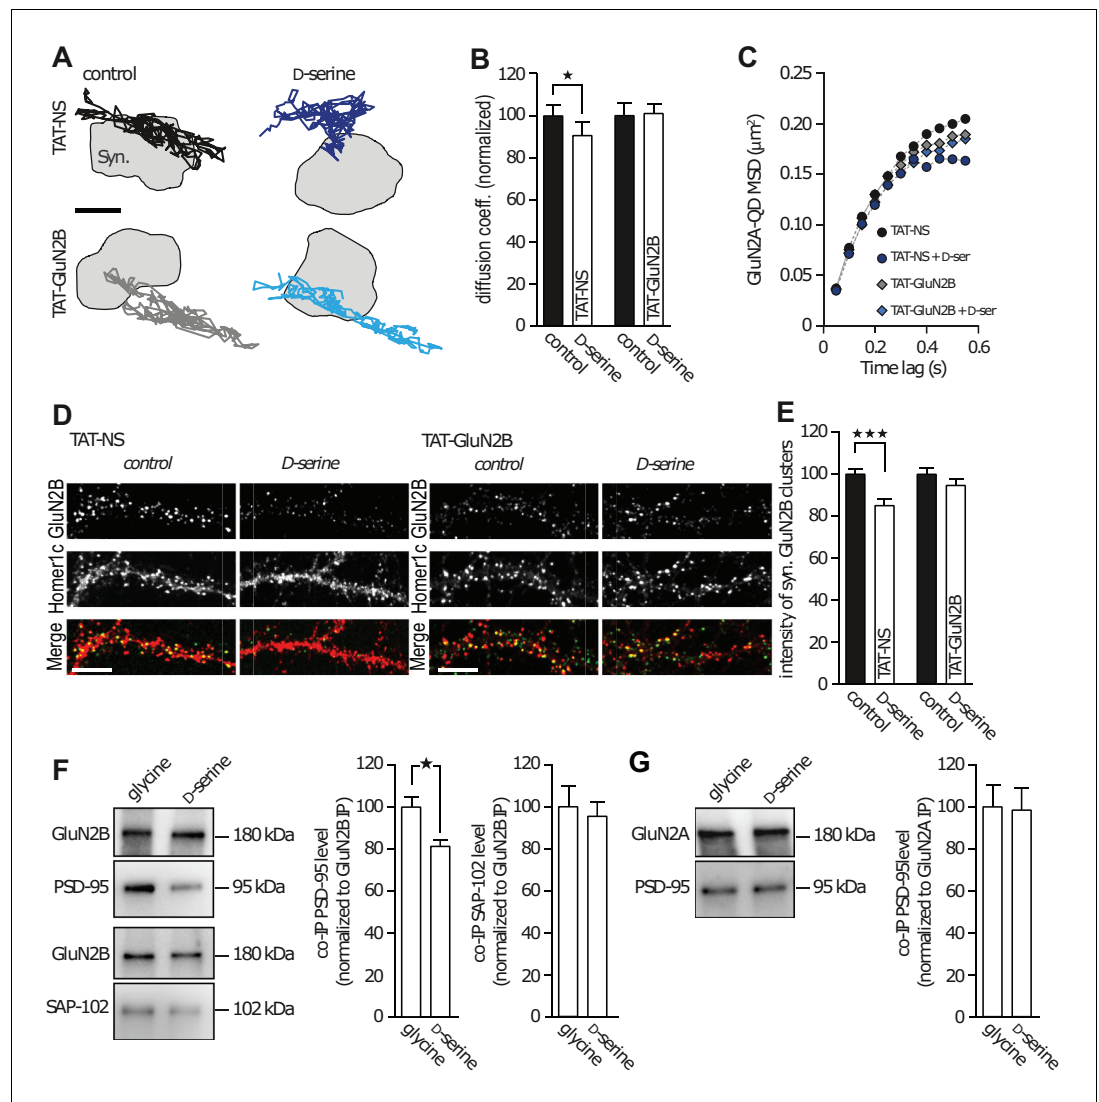 A
control
D-serine
TAT-NS
Syn.
TAT-GluN2B
B
diffusion coeff. (normalized)
120
100
80
60
40
20
0
★
TAT-NS
TAT-GluN2B
control
D-serine
control
D-serine
C
GluN2A-QD MSD (µm²)
0.25
0.20
0.15
0.10
0.05
0
TAT-NS
TAT-NS + D-ser
TAT-GluN2B
TAT-GluN2B + D-ser
0
0.2
0.4
0.6
Time lag (s)
D
TAT-NS
TAT-GluN2B
control
D-serine
control
D-serine
GluN2B
Homer1c
Merge
GluN2B
Homer1c
Merge
E
intensity of syn. GluN2B clusters
120
100
80
60
40
20
0
★★★
TAT-NS
TAT-GluN2B
control
D-serine
control
D-serine
F
glycine
D-serine
GluN2B
180 kDa
PSD-95
95 kDa
GluN2B
180 kDa
SAP-102
102 kDa
co-IP PSD-95 level
(normalized to GluN2B IP)
120
100
80
60
40
20
0
★
glycine
D-serine
co-IP SAP-102 level
(normalized to GluN2B IP)
120
100
80
60
40
20
0
glycine
D-serine
G
glycine
D-serine
GluN2A
180 kDa
PSD-95
95 kDa
co-IP PSD-95level
(normalized to GluN2A IP)
120
100
80
60
40
20
0
glycine
D-serine